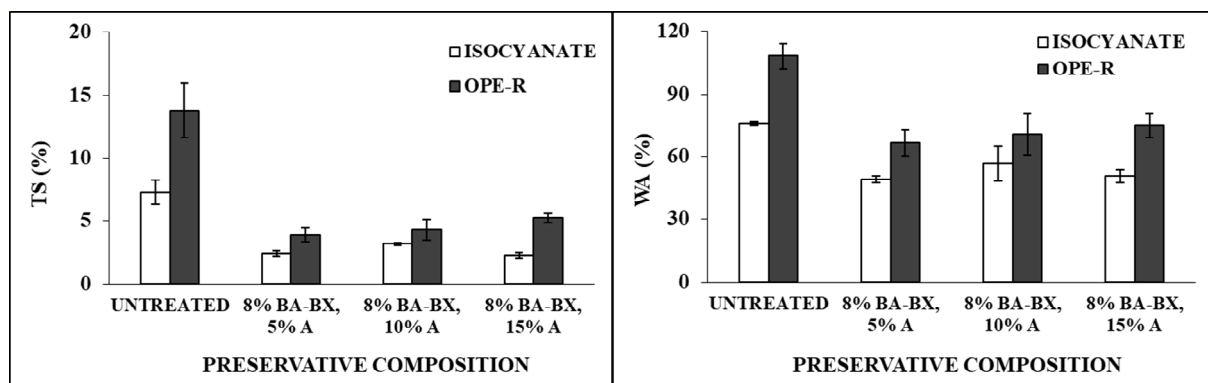 20
15
10
5
0
TS (%)
ISOCYANATE
OPE-R
UNTREATED
8% BA-BX,
5% A
8% BA-BX,
10% A
8% BA-BX,
15% A
PRESERVATIVE COMPOSITION
120
90
60
30
0
WA (%)
ISOCYANATE
OPE-R
UNTREATED
8% BA-BX,
5% A
8% BA-BX,
10% A
8% BA-BX,
15% A
PRESERVATIVE COMPOSITION